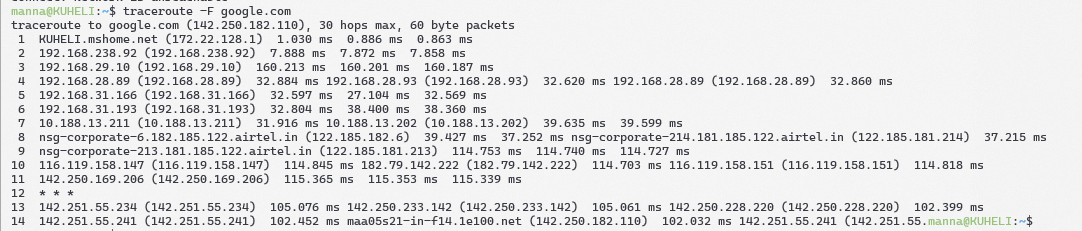 manna@KUHELI:~$ traceroute -F google.com
traceroute to google.com (142.250.182.110), 30 hops max, 60 byte packets
1 KUHELI.mshome.net (172.22.128.1) 1.030 ms 0.886 ms 0.863 ms
2 192.168.238.92 (192.168.238.92) 7.888 ms 7.872 ms 7.858 ms
3 192.168.29.10 (192.168.29.10) 160.213 ms 160.201 ms 160.187 ms
4 192.168.28.89 (192.168.28.89) 32.884 ms 192.168.28.93 (192.168.28.93) 32.620 ms 192.168.28.89 (192.168.28.89) 32.860 ms
5 192.168.31.166 (192.168.31.166) 32.597 ms 27.104 ms 32.569 ms
6 192.168.31.193 (192.168.31.193) 32.804 ms 38.400 ms 38.360 ms
7 10.188.13.211 (10.188.13.211) 31.916 ms 10.188.13.202 (10.188.13.202) 39.635 ms 39.599 ms
8 nsg-corporate-6.182.185.122.airtel.in (122.185.182.6) 39.427 ms 37.252 ms nsg-corporate-214.181.185.122.airtel.in (122.185.181.214) 37.215 ms
9 nsg-corporate-213.181.185.122.airtel.in (122.185.181.213) 114.753 ms 114.740 ms 114.727 ms
10 116.119.158.147 (116.119.158.147) 114.845 ms 182.79.142.222 (182.79.142.222) 114.703 ms 116.119.158.151 (116.119.158.151) 114.818 ms
11 142.250.169.206 (142.250.169.206) 115.365 ms 115.353 ms 115.339 ms
12 * * *
13 142.251.55.234 (142.251.55.234) 105.076 ms 142.250.233.142 (142.250.233.142) 105.061 ms 142.250.228.220 (142.250.228.220) 102.399 ms
14 142.251.55.241 (142.251.55.241) 102.452 ms maa05s21-in-f14.1e100.net (142.250.182.110) 102.032 ms 142.251.55.241 (142.251.55.manna@KUHELI:~$